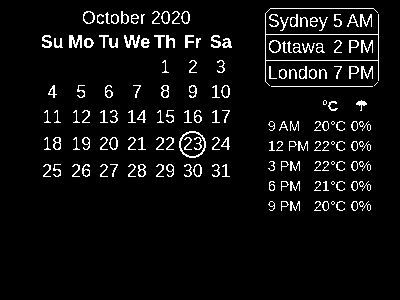 October 2020
Su Mo Tu We Th Fr Sa
1 2 3
4 5 6 7 8 9 10
11 12 13 14 15 16 17
18 19 20 21 22 23 24
25 26 27 28 29 30 31
Sydney 5 AM
Ottawa 2 PM
London 7 PM
°C ☂
9 AM 20°C 0%
12 PM 22°C 0%
3 PM 22°C 0%
6 PM 21°C 0%
9 PM 20°C 0%